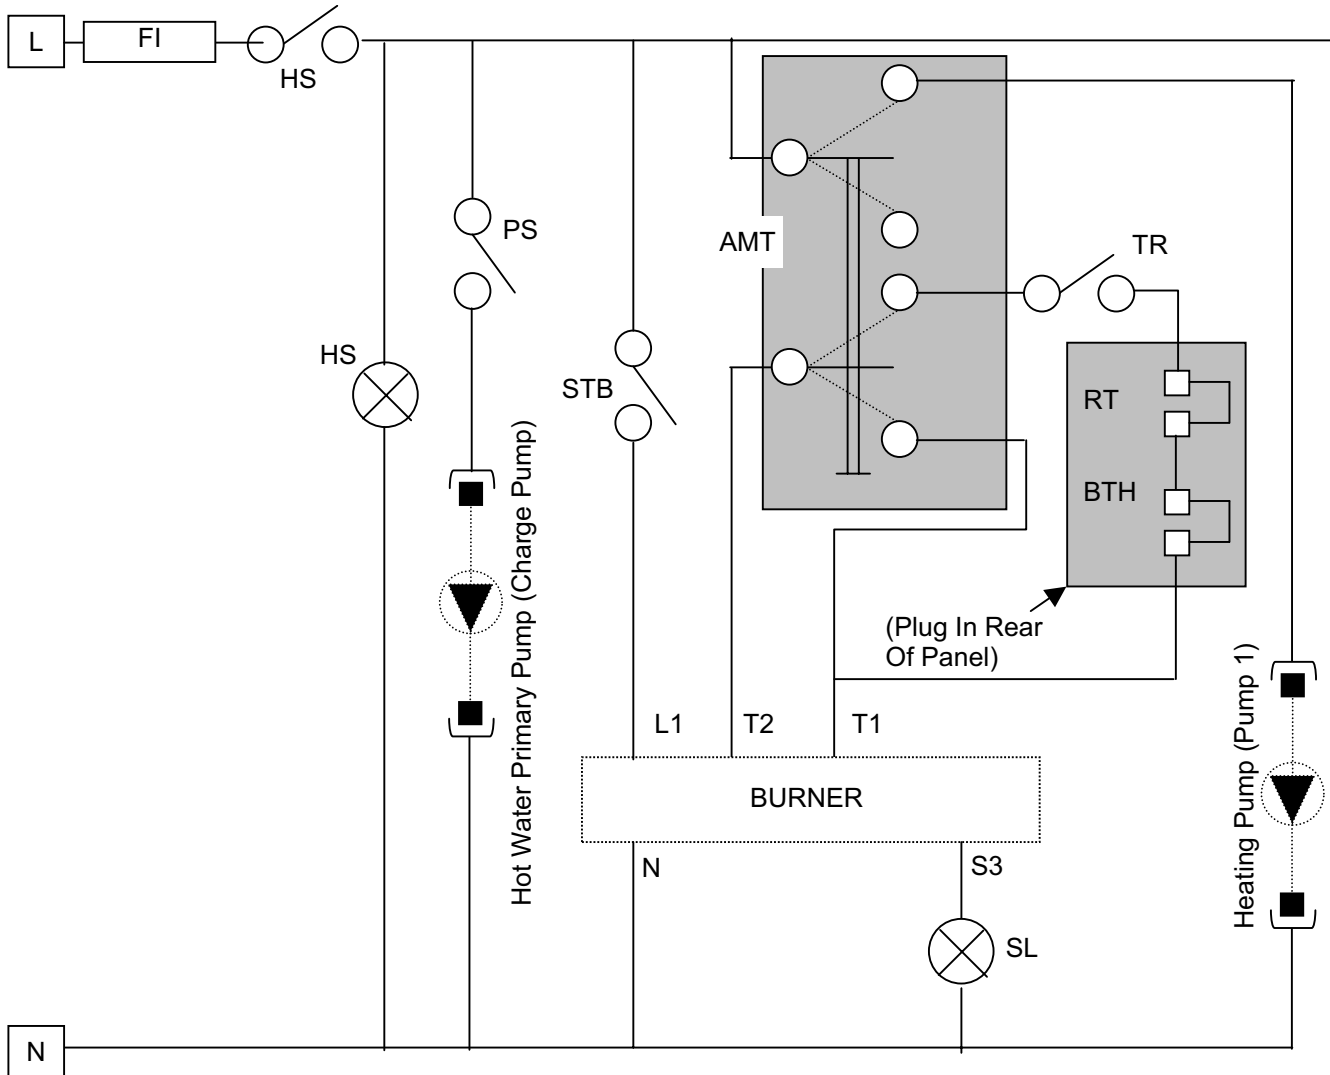 L
FI
HS
PS
AMT
TR
HS
STB
RT
BTH
Hot Water Primary Pump (Charge Pump)
(Plug In Rear
Of Panel)
Heating Pump (Pump 1)
L1
T2
T1
BURNER
N
S3
SL
N